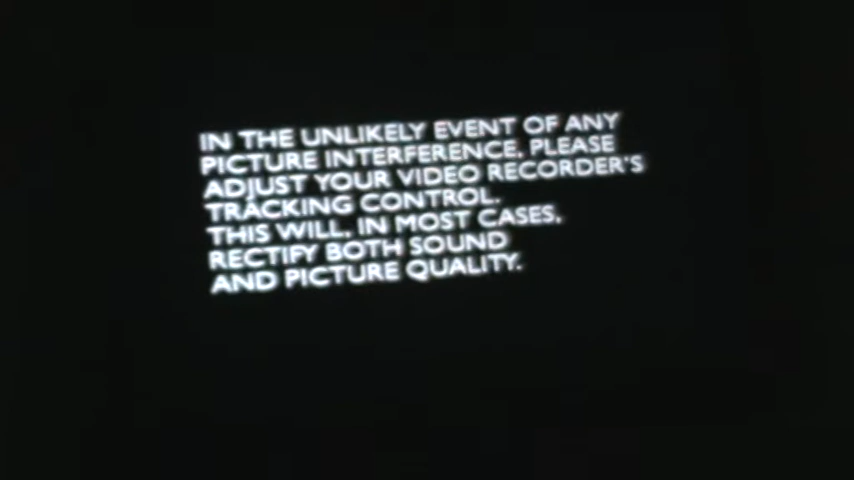 IN THE UNLIKELY EVENT OF ANY
PICTURE INTERFERENCE, PLEASE
ADJUST YOUR VIDEO RECORDER'S
TRACKING CONTROL.
THIS WILL, IN MOST CASES,
RECTIFY BOTH SOUND
AND PICTURE QUALITY.